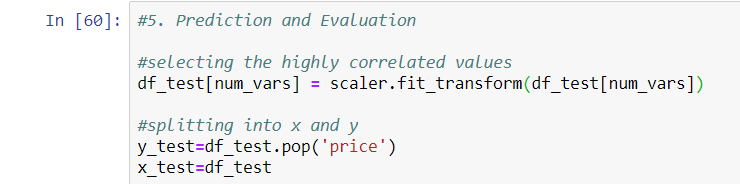 In [60]: #5. Prediction and Evaluation
#selecting the highly correlated values
df_test[num_vars] = scaler.fit_transform(df_test[num_vars])
#splitting into x and y
y_test=df_test.pop('price')
x_test=df_test